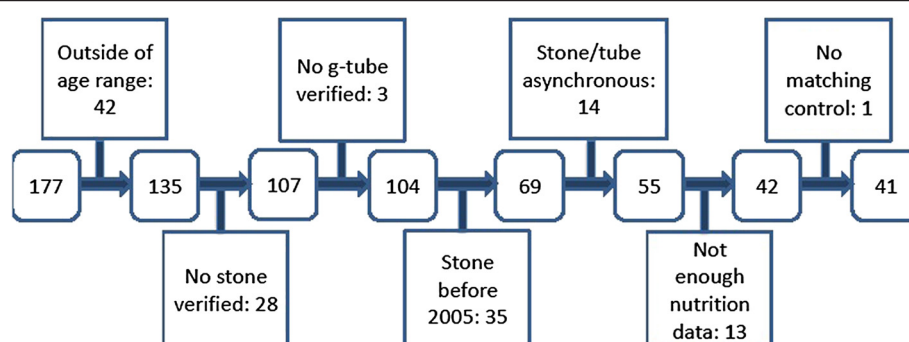 Outside of
age range:
42
No g-tube
verified: 3
Stone/tube
asynchronous:
14
No
matching
control: 1
177
135
107
104
69
55
42
41
No stone
verified: 28
Stone
before
2005: 35
Not
enough
nutrition
data: 13